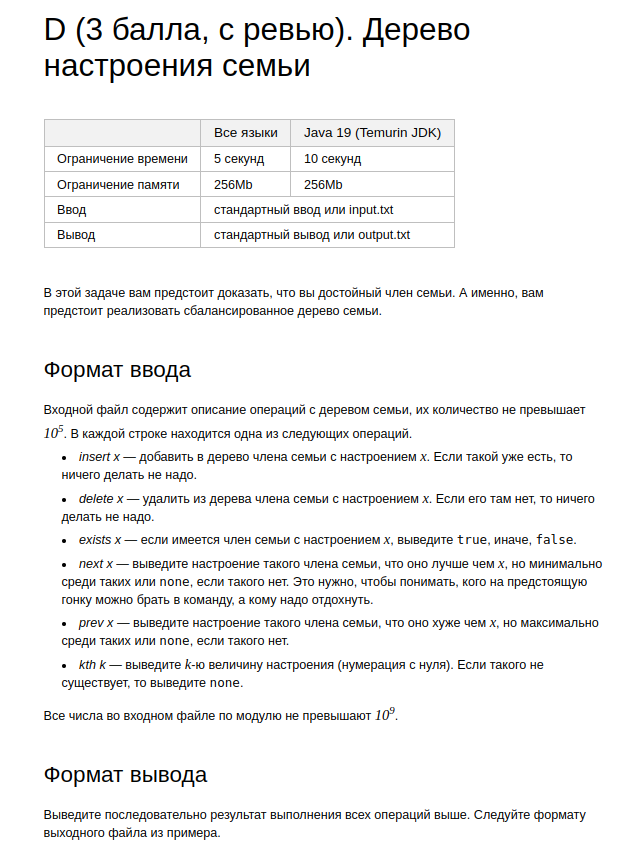 D (3 балла, с ревью). Дерево
настроения семьи
Все языки Java 19 (Temurin JDK)
Ограничение времени 5 секунд 10 секунд
Ограничение памяти 256Mb 256Mb
Ввод стандартный ввод или input.txt
Вывод стандартный вывод или output.txt
В этой задаче вам предстоит доказать, что вы достойный член семьи. А именно, вам
предстоит реализовать сбалансированное дерево семьи.
Формат ввода
Входной файл содержит описание операций с деревом семьи, их количество не превышает
10^5. В каждой строке находится одна из следующих операций.
• insert x — добавить в дерево члена семьи с настроением x. Если такой уже есть, то
ничего делать не надо.
• delete x — удалить из дерева члена семьи с настроением x. Если его там нет, то ничего
делать не надо.
• exists x — если имеется член семьи с настроением x, выведите true, иначе, false.
• next x — выведите настроение такого члена семьи, что оно лучше чем x, но минимально
среди таких или none, если такого нет. Это нужно, чтобы понимать, кого на предстоящую
гонку можно брать в команду, а кому надо отдохнуть.
• prev x — выведите настроение такого члена семьи, что оно хуже чем x, но максимально
среди таких или none, если такого нет.
• kth k — выведите k-ю величину настроения (нумерация с нуля). Если такого не
существует, то выведите none.
Все числа во входном файле по модулю не превышают 10^9.
Формат вывода
Выведите последовательно результат выполнения всех операций выше. Следуйте формату
выходного файла из примера.